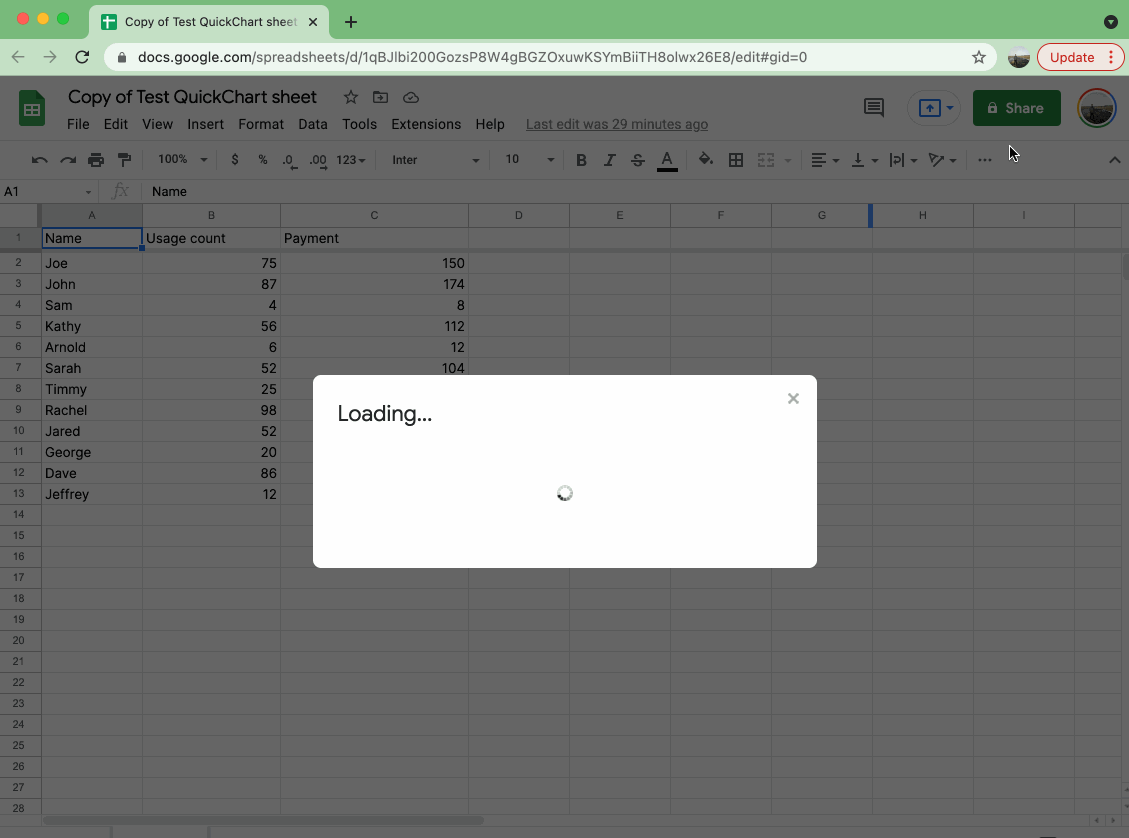 Copy of Test QuickChart sheet
docs.google.com/spreadsheets/d/1qBJlbi200GozsP8W4gBGZOxuwKSYmBiiTH8olwx26E8/edit#gid=0
Update
Copy of Test QuickChart sheet
File Edit View Insert Format Data Tools Extensions Help Last edit was 29 minutes ago
Share
100% $ % .0 .00 123 Inter 10 B I S A
A1 fx Name
A B C D E F G H I
1 Name Usage count Payment
2 Joe 75 150
3 John 87 174
4 Sam 4 8
5 Kathy 56 112
6 Arnold 6 12
7 Sarah 52 104
8 Timmy 25
9 Rachel 98
10 Jared 52
11 George 20
12 Dave 86
13 Jeffrey 12
14
15
16
17
18
19
20
21
22
23
24
25
26
27
28
Loading...